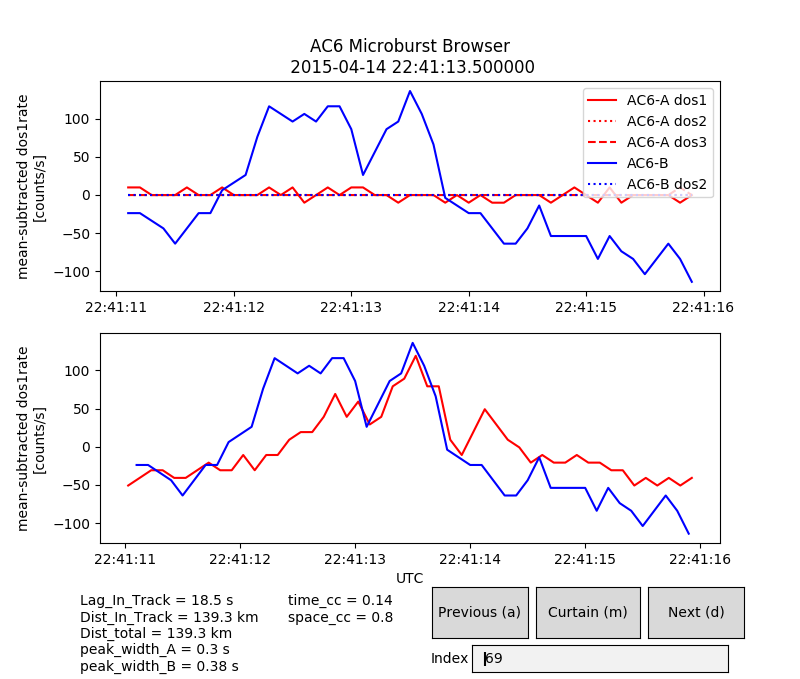 AC6 Microburst Browser
2015-04-14 22:41:13.500000
mean-subtracted dos1rate
[counts/s]
100
50
0
−50
−100
AC6-A dos1
AC6-A dos2
AC6-A dos3
AC6-B
AC6-B dos2
22:41:11 22:41:12 22:41:13 22:41:14 22:41:15 22:41:16
mean-subtracted dos1rate
[counts/s]
100
50
0
−50
−100
22:41:11 22:41:12 22:41:13 22:41:14 22:41:15 22:41:16
UTC
Lag_In_Track = 18.5 s
Dist_In_Track = 139.3 km
Dist_total = 139.3 km
peak_width_A = 0.3 s
peak_width_B = 0.38 s
time_cc = 0.14
space_cc = 0.8
Previous (a) Curtain (m) Next (d)
Index 69